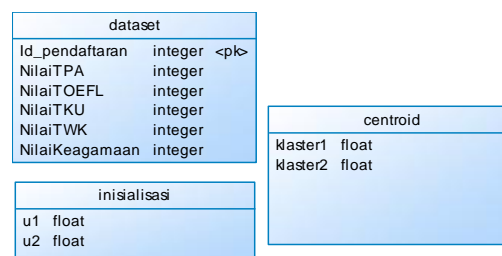 dataset
Id_pendaftaran integer <pk>
NilaiTPA integer
NilaiTOEFL integer
NilaiTKU integer
NilaiTWK integer
NilaiKeagamaan integer
centroid
klaster1 float
klaster2 float
inisialisasi
u1 float
u2 float